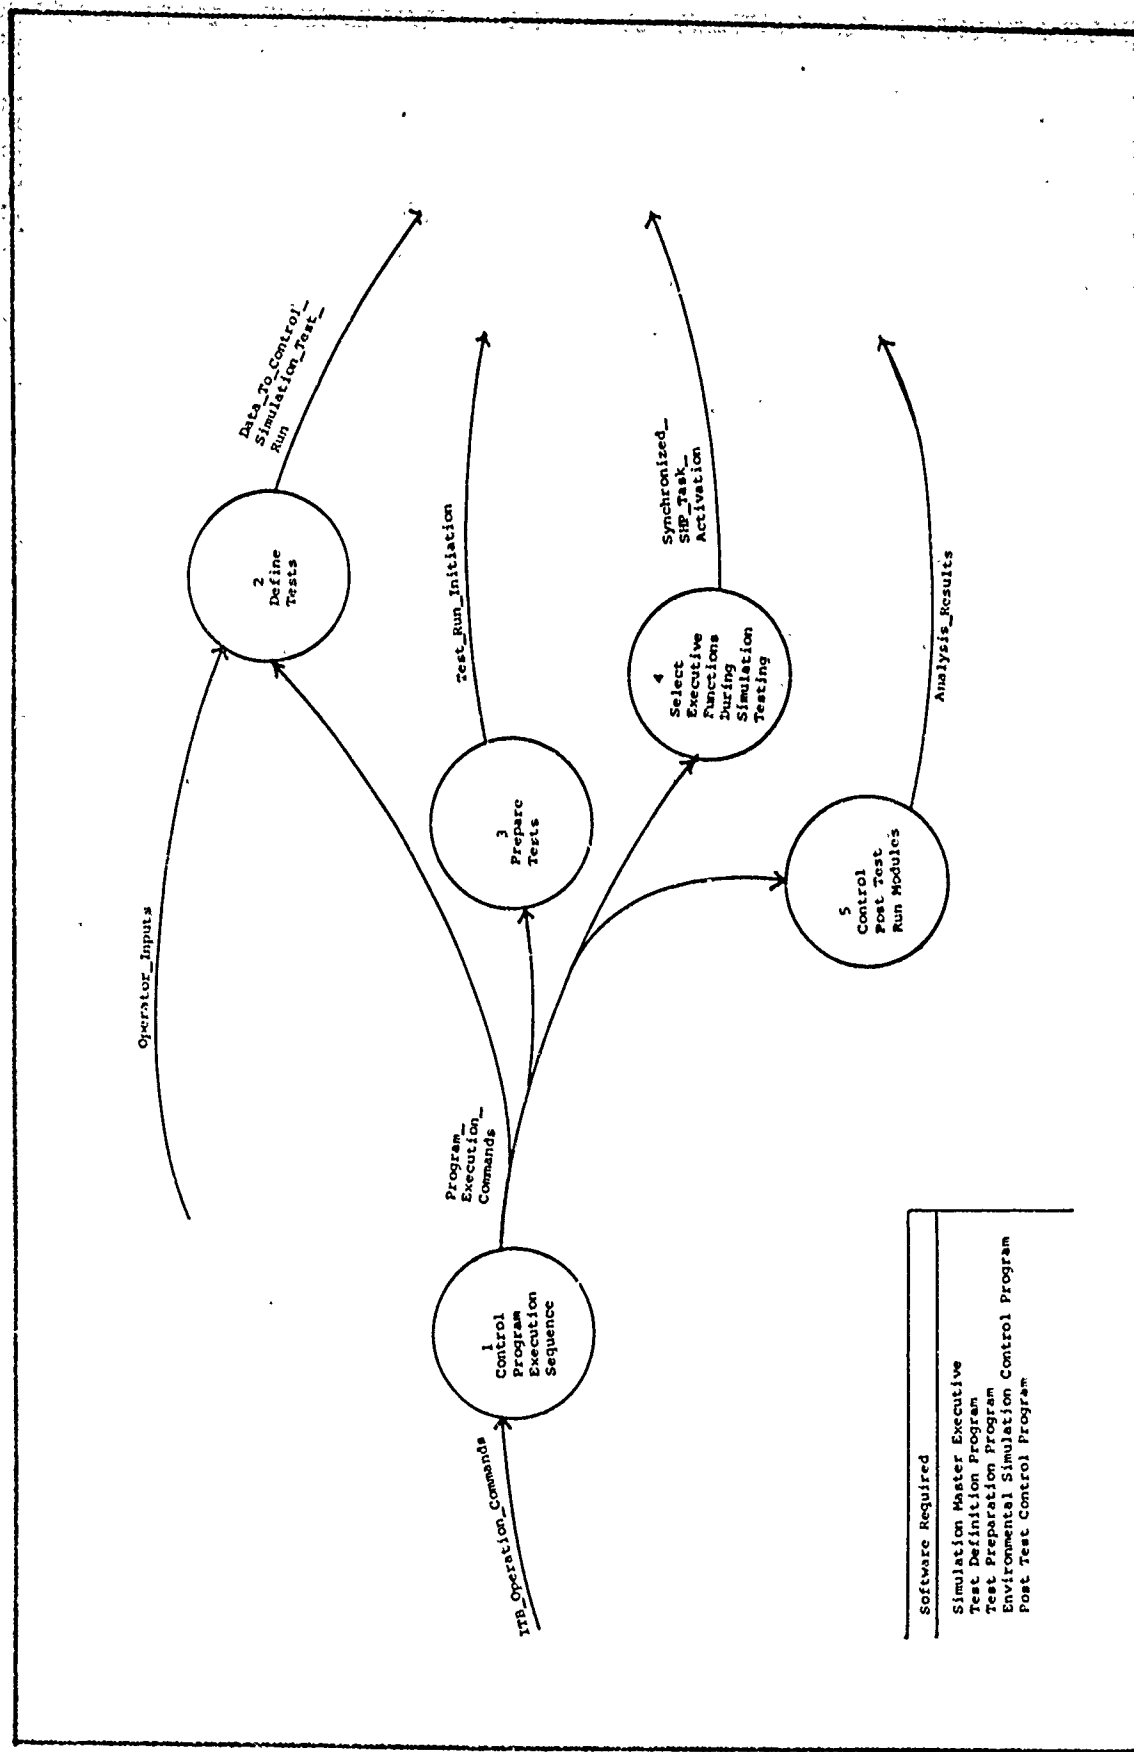 Operator_Inputs
Data_To_Control_
Simulation_Test_
Run
2
Define
Tests
ITB_Operation_Commands
1
Control
Program
Execution
Sequence
Program_
Execution_
Commands
3
Prepare
Tests
Test_Run_Initiation
4
Select
Executive
Functions
During
Simulation
Testing
Synchronized_
SHP_Task_
Activation
5
Control
Post Test
Run Modules
Analysis_Results
Software Required
Simulation Master Executive
Test Definition Program
Test Preparation Program
Environmental Simulation Control Program
Post Test Control Program